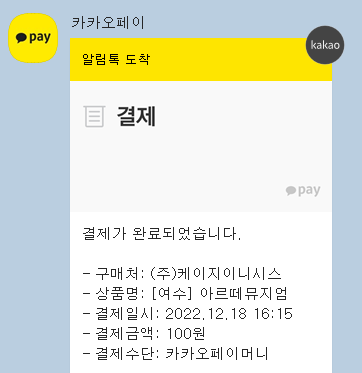 pay
카카오페이
알림톡 도착
kakao
결제
pay
결제가 완료되었습니다.
- 구매처: (주)케이지이니시스
- 상품명: [여수] 아르떼뮤지엄
- 결제일시: 2022.12.18 16:15
- 결제금액: 100원
- 결제수단: 카카오페이머니